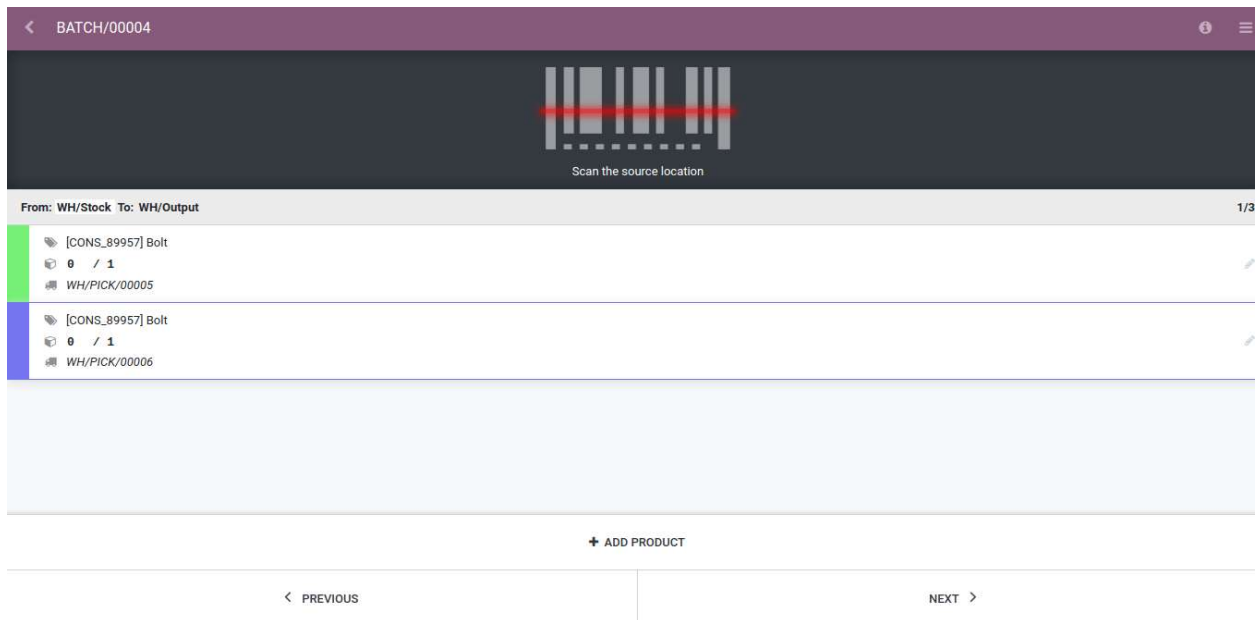 BATCH/00004
Scan the source location
From: WH/Stock To: WH/Output 1/3
[CONS_89957] Bolt
0 / 1
WH/PICK/00005
[CONS_89957] Bolt
0 / 1
WH/PICK/00006
+ ADD PRODUCT
< PREVIOUS
NEXT >